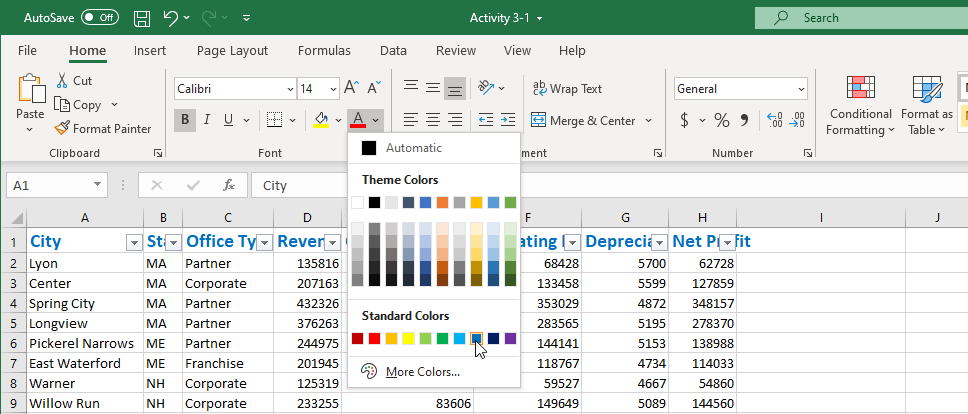 AutoSave Off Activity 3-1 Search
File Home Insert Page Layout Formulas Data Review View Help
Paste Cut Copy Format Painter
Clipboard
Calibri 14 A A
B I U A
Font
ab Wrap Text
Merge & Center
nment
General
$ % , .00
Number
Conditional Formatting
Format as Table
A1 fx City
Automatic
Theme Colors
Standard Colors
More Colors...
A B C D F G H I J
1 City Sta Office Ty Reven ating Deprecia Net Profit
2 Lyon MA Partner 135816 68428 5700 62728
3 Center MA Corporate 207163 133458 5599 127859
4 Spring City MA Partner 432326 353029 4872 348157
5 Longview MA Partner 376263 283565 5195 278370
6 Pickerel Narrows ME Partner 244975 144141 5153 138988
7 East Waterford ME Franchise 201945 118767 4734 114033
8 Warner NH Corporate 125319 59527 4667 54860
9 Willow Run NH Corporate 233255 83606 149649 5089 144560